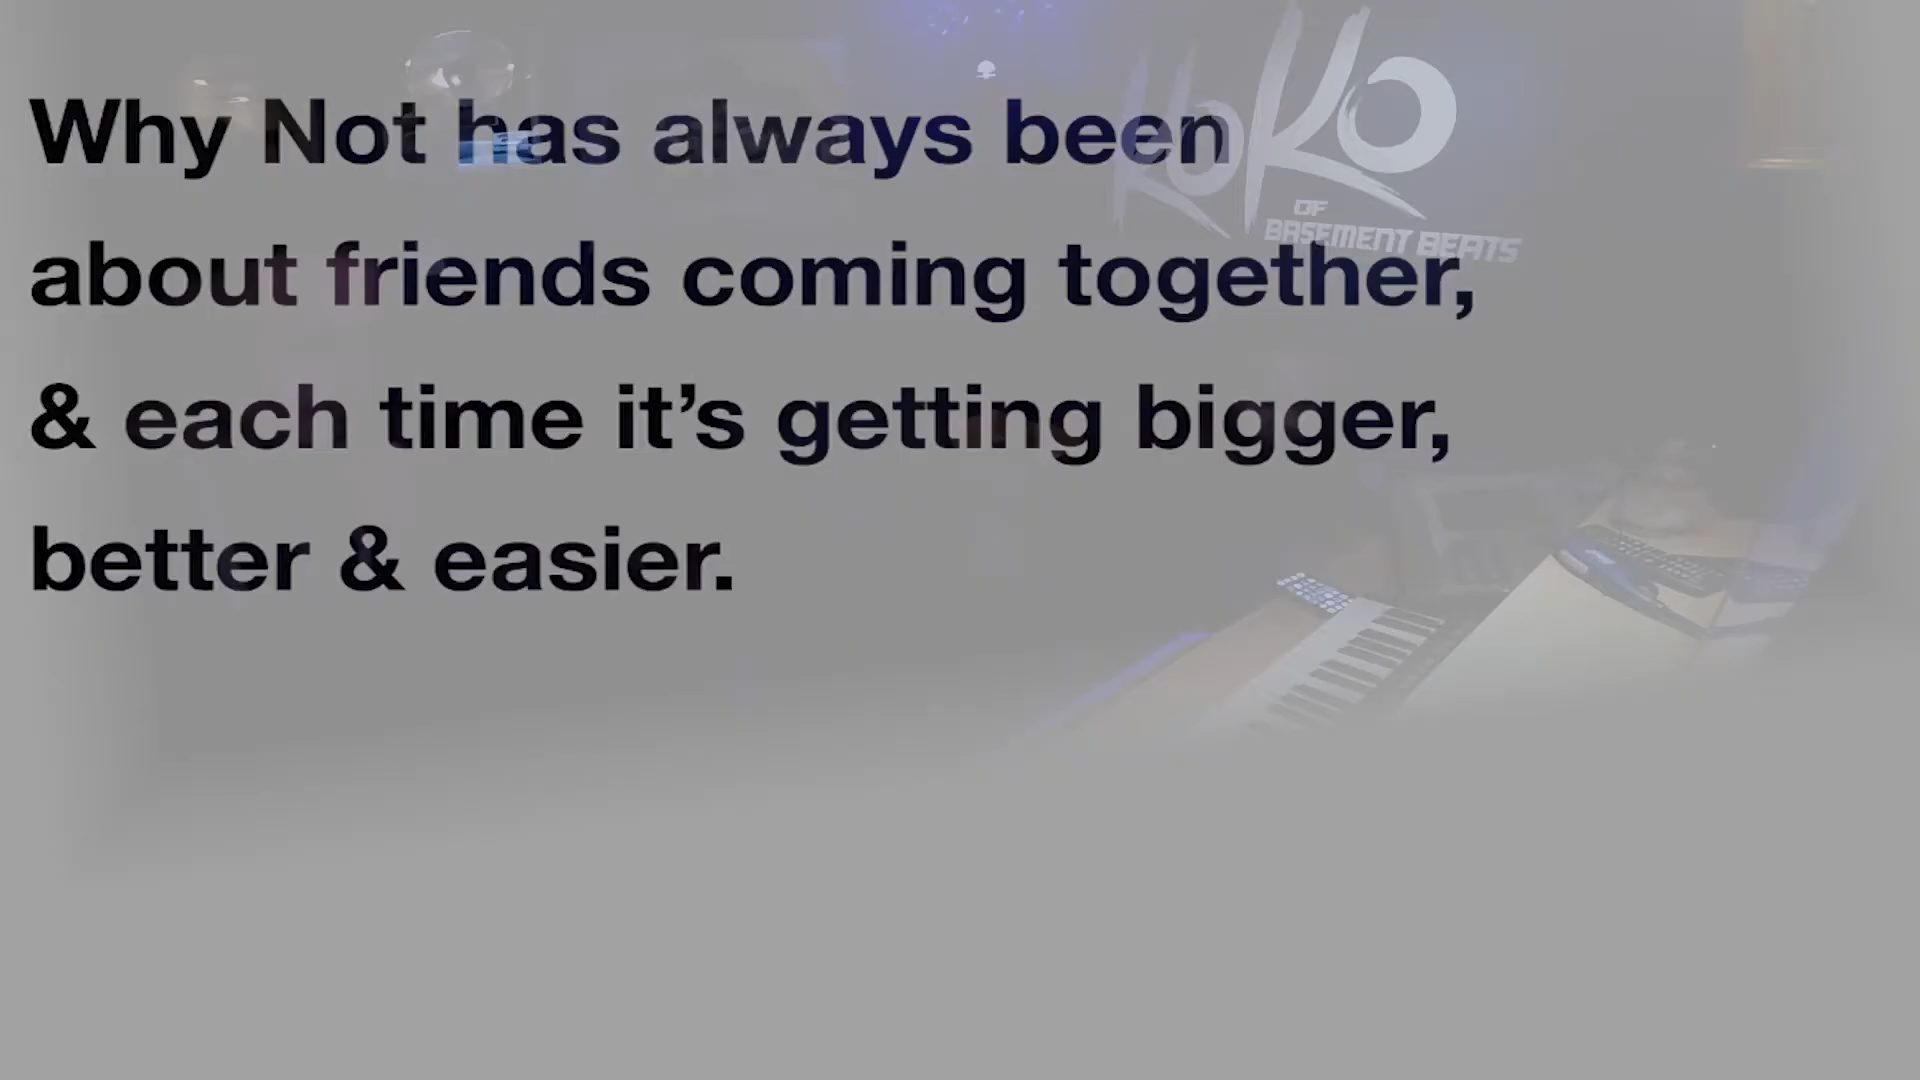 KOKO
OF
BASEMENT BEATS
Why Not has always been
about friends coming together,
& each time it’s getting bigger,
better & easier.